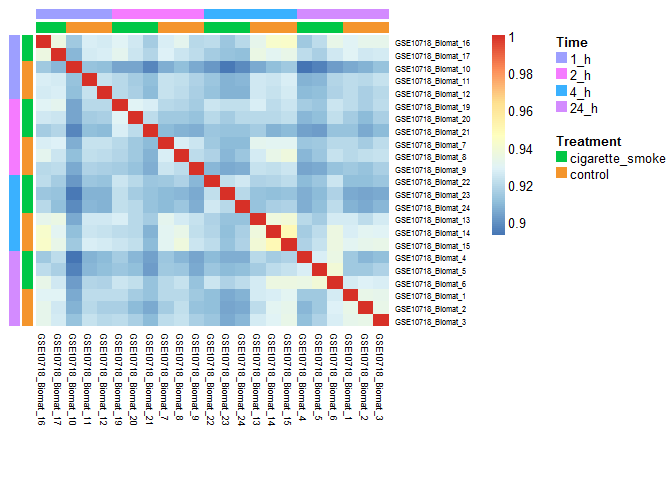 1
0.98
0.96
0.94
0.92
0.9
Time
1_h
2_h
4_h
24_h
Treatment
cigarette_smoke
control
GSE10718_Biomat_16
GSE10718_Biomat_17
GSE10718_Biomat_10
GSE10718_Biomat_11
GSE10718_Biomat_12
GSE10718_Biomat_19
GSE10718_Biomat_20
GSE10718_Biomat_21
GSE10718_Biomat_7
GSE10718_Biomat_8
GSE10718_Biomat_9
GSE10718_Biomat_22
GSE10718_Biomat_23
GSE10718_Biomat_24
GSE10718_Biomat_13
GSE10718_Biomat_14
GSE10718_Biomat_15
GSE10718_Biomat_4
GSE10718_Biomat_5
GSE10718_Biomat_6
GSE10718_Biomat_1
GSE10718_Biomat_2
GSE10718_Biomat_3
GSE10718_Biomat_16
GSE10718_Biomat_17
GSE10718_Biomat_10
GSE10718_Biomat_11
GSE10718_Biomat_12
GSE10718_Biomat_19
GSE10718_Biomat_20
GSE10718_Biomat_21
GSE10718_Biomat_7
GSE10718_Biomat_8
GSE10718_Biomat_9
GSE10718_Biomat_22
GSE10718_Biomat_23
GSE10718_Biomat_24
GSE10718_Biomat_13
GSE10718_Biomat_14
GSE10718_Biomat_15
GSE10718_Biomat_4
GSE10718_Biomat_5
GSE10718_Biomat_6
GSE10718_Biomat_1
GSE10718_Biomat_2
GSE10718_Biomat_3